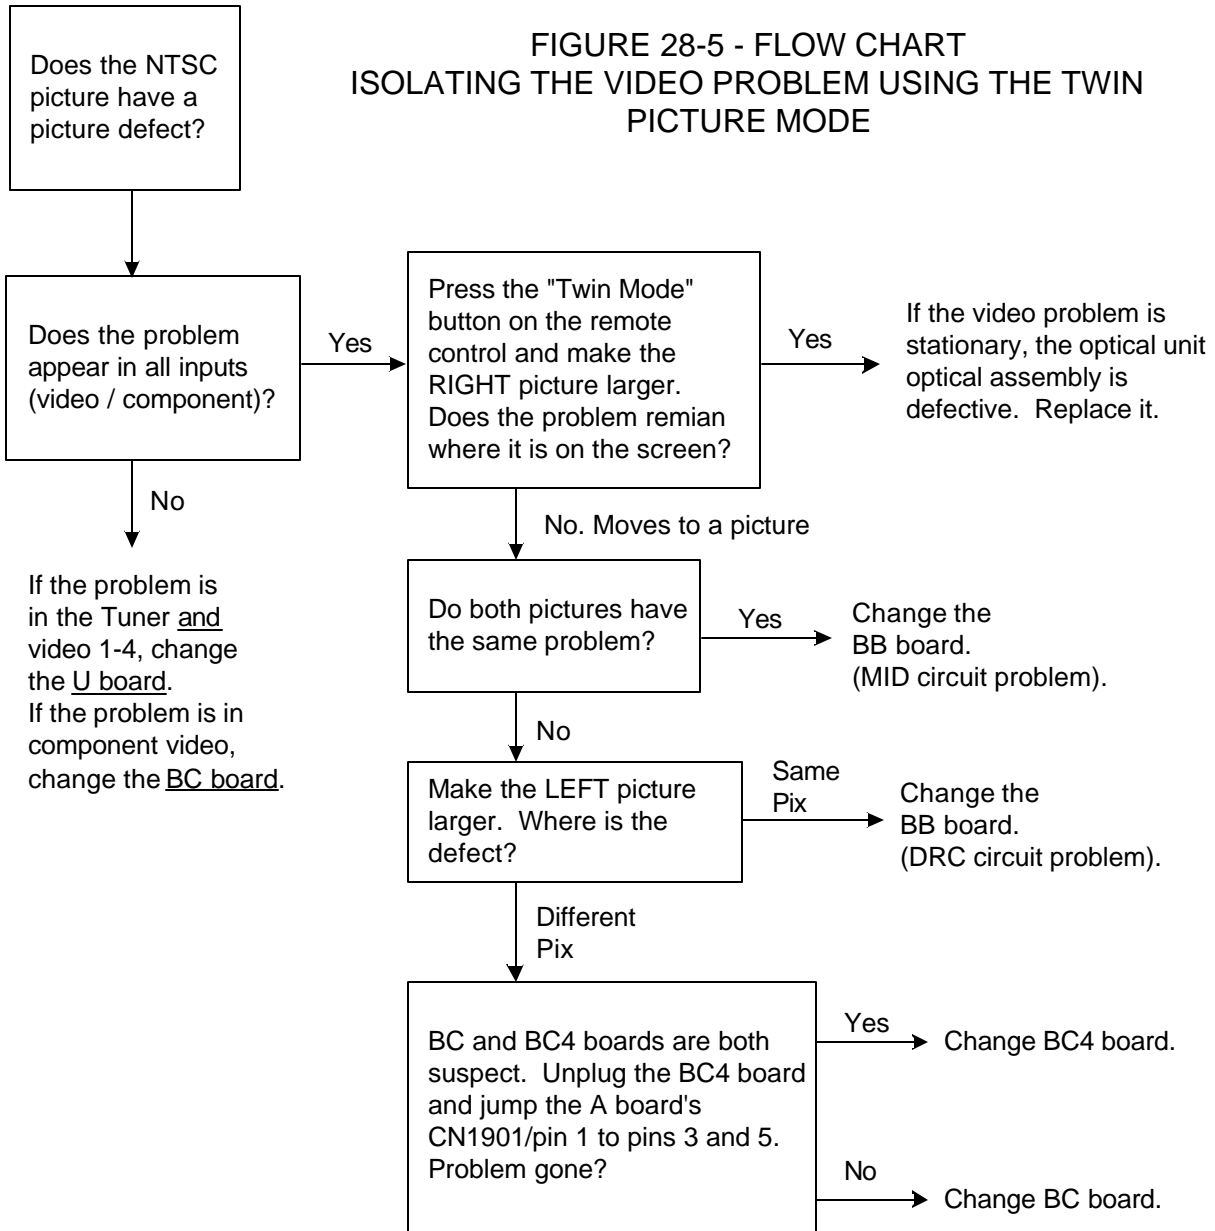 FIGURE 28-5 - FLOW CHART
ISOLATING THE VIDEO PROBLEM USING THE TWIN
PICTURE MODE
Does the NTSC
picture have a
picture defect?
Does the problem
appear in all inputs
(video / component)?
Yes
Press the "Twin Mode"
button on the remote
control and make the
RIGHT picture larger.
Does the problem remian
where it is on the screen?
Yes
If the video problem is
stationary, the optical unit
optical assembly is
defective. Replace it.
No
If the problem is
in the Tuner and
video 1-4, change
the U board.
If the problem is in
component video,
change the BC board.
No. Moves to a picture
Do both pictures have
the same problem?
Yes
Change the
BB board.
(MID circuit problem).
No
Make the LEFT picture
larger. Where is the
defect?
Same
Pix
Change the
BB board.
(DRC circuit problem).
Different
Pix
BC and BC4 boards are both
suspect. Unplug the BC4 board
and jump the A board's
CN1901/pin 1 to pins 3 and 5.
Problem gone?
Yes
Change BC4 board.
No
Change BC board.